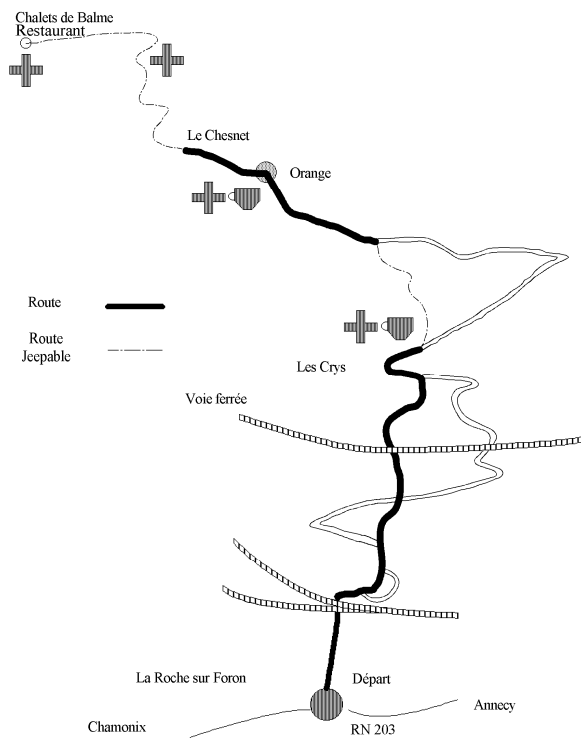 Chalets de Balme
Restaurant
Le Chesnet
Orange
Route
Route
Jeepable
Les Crys
Voie ferrée
La Roche sur Foron
Départ
Annecy
Chamonix
RN 203